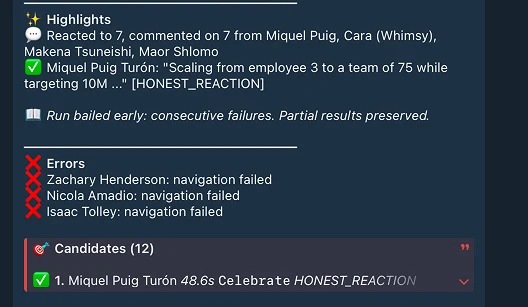 ✨ Highlights
💬 Reacted to 7, commented on 7 from Miquel Puig, Cara (Whimsy),
Makena Tsuneishi, Maor Shlomo
✅ Miquel Puig Turón: "Scaling from employee 3 to a team of 75 while
targeting 10M ..." [HONEST_REACTION]
📖 Run bailed early: consecutive failures. Partial results preserved.
❌ Errors
❌ Zachary Henderson: navigation failed
❌ Nicola Amadio: navigation failed
❌ Isaac Tolley: navigation failed
🎯 Candidates (12)
✅ 1. Miquel Puig Turón 48.6s Celebrate HONEST_REACTION